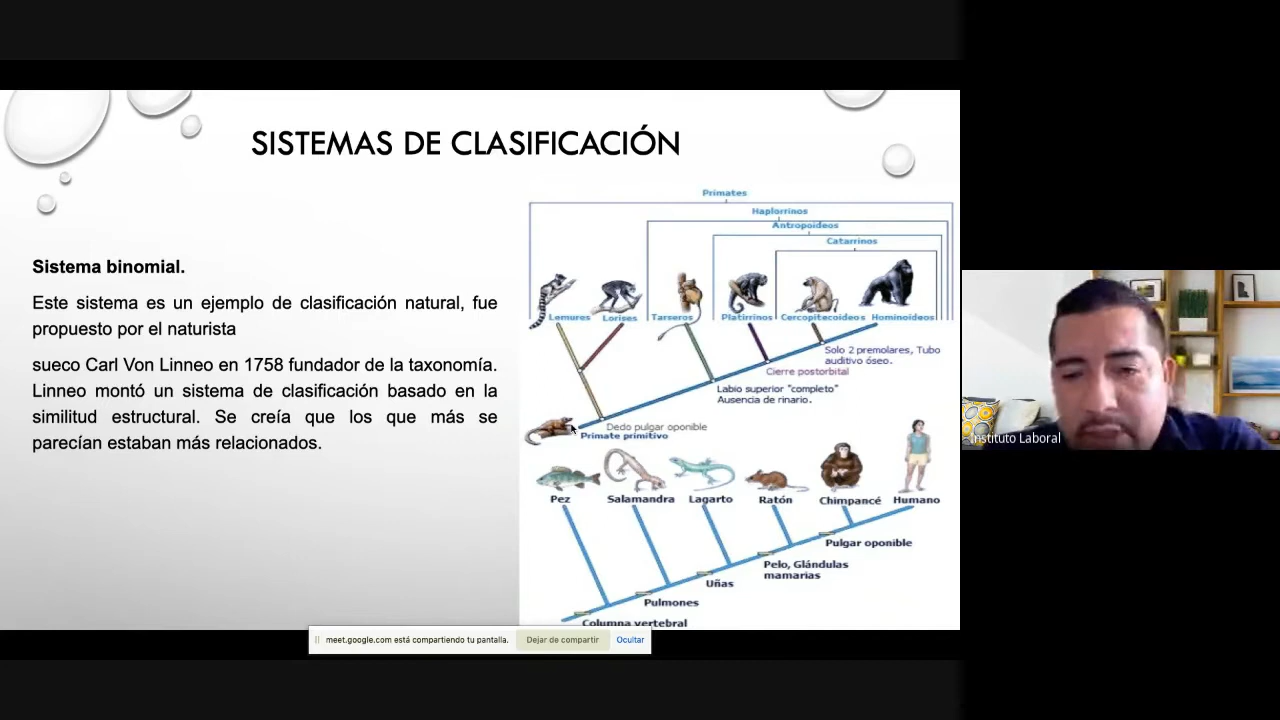 SISTEMAS DE CLASIFICACIÓN
Sistema binomial.
Este sistema es un ejemplo de clasificación natural, fue
propuesto por el naturista
sueco Carl Von Linneo en 1758 fundador de la taxonomía.
Linneo montó un sistema de clasificación basado en la
similitud estructural. Se creía que los que más se
parecían estaban más relacionados.
Primates
Haplorrinos
Antropoideos
Catarrinos
Lemures Lorises Tarseros Platirrinos Cercopitecoideos Hominoideos
Solo 2 premolares, Tubo
auditivo óseo.
Cierre postorbital
Labio superior "completo"
Ausencia de rinario.
Dedo pulgar oponible
Primate primitivo
Pez Salamandra Lagarto Ratón Chimpancé Humano
Pulgar oponible
Pelo, Glándulas
mamarias
Uñas
Pulmones
Columna vertebral
meet.google.com está compartiendo tu pantalla. Dejar de compartir Ocultar
Instituto Laboral